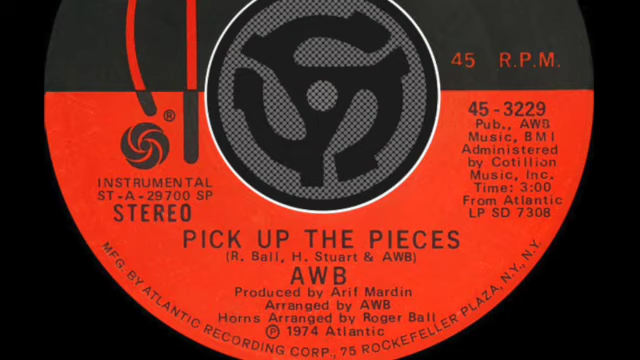 45 R.P.M.
®
45-3229
Pub., AWB
Music, BMI
Administered
by Cotillion
Music, Inc.
Time: 3:00
From Atlantic
LP SD 7308
INSTRUMENTAL
ST-A-29700 SP
STEREO
PICK UP THE PIECES
(R. Ball, H. Stuart & AWB)
AWB
Produced by Arif Mardin
Arranged by AWB
Horns Arranged by Roger Ball
℗ 1974 Atlantic
MFG. BY ATLANTIC RECORDING CORP., 75 ROCKEFELLER PLAZA, N.Y., N.Y.